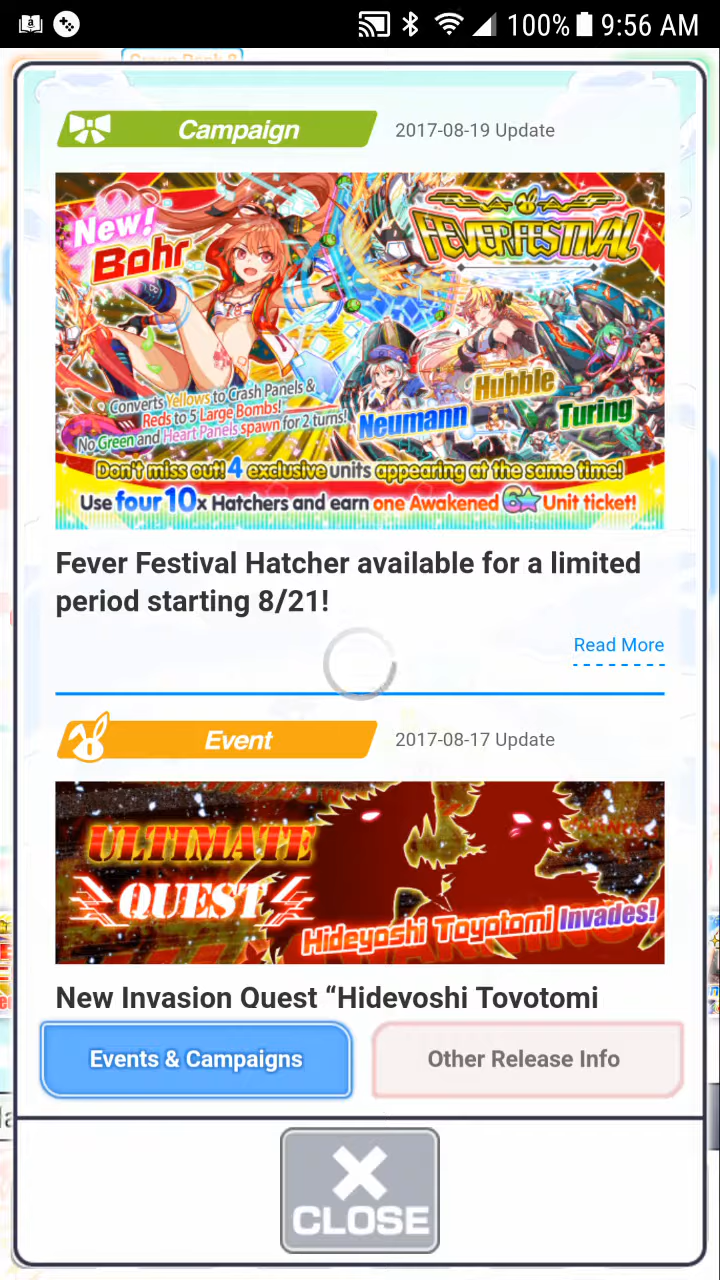 100% 9:56 AM
Campaign 2017-08-19 Update
New!
Bohr
FEVER FESTIVAL
Converts Yellows to Crash Panels &
Reds to 5 Large Bombs!
No Green and Heart Panels spawn for 2 turns!
Neumann
Hubble
Turing
Don't miss out! 4 exclusive units appearing at the same time!
Use four 10x Hatchers and earn one Awakened 6★ Unit ticket!
Fever Festival Hatcher available for a limited
period starting 8/21!
Read More
Event 2017-08-17 Update
ULTIMATE
QUEST
Hideyoshi Toyotomi Invades!
New Invasion Quest “Hideyoshi Toyotomi
Events & Campaigns
Other Release Info
CLOSE